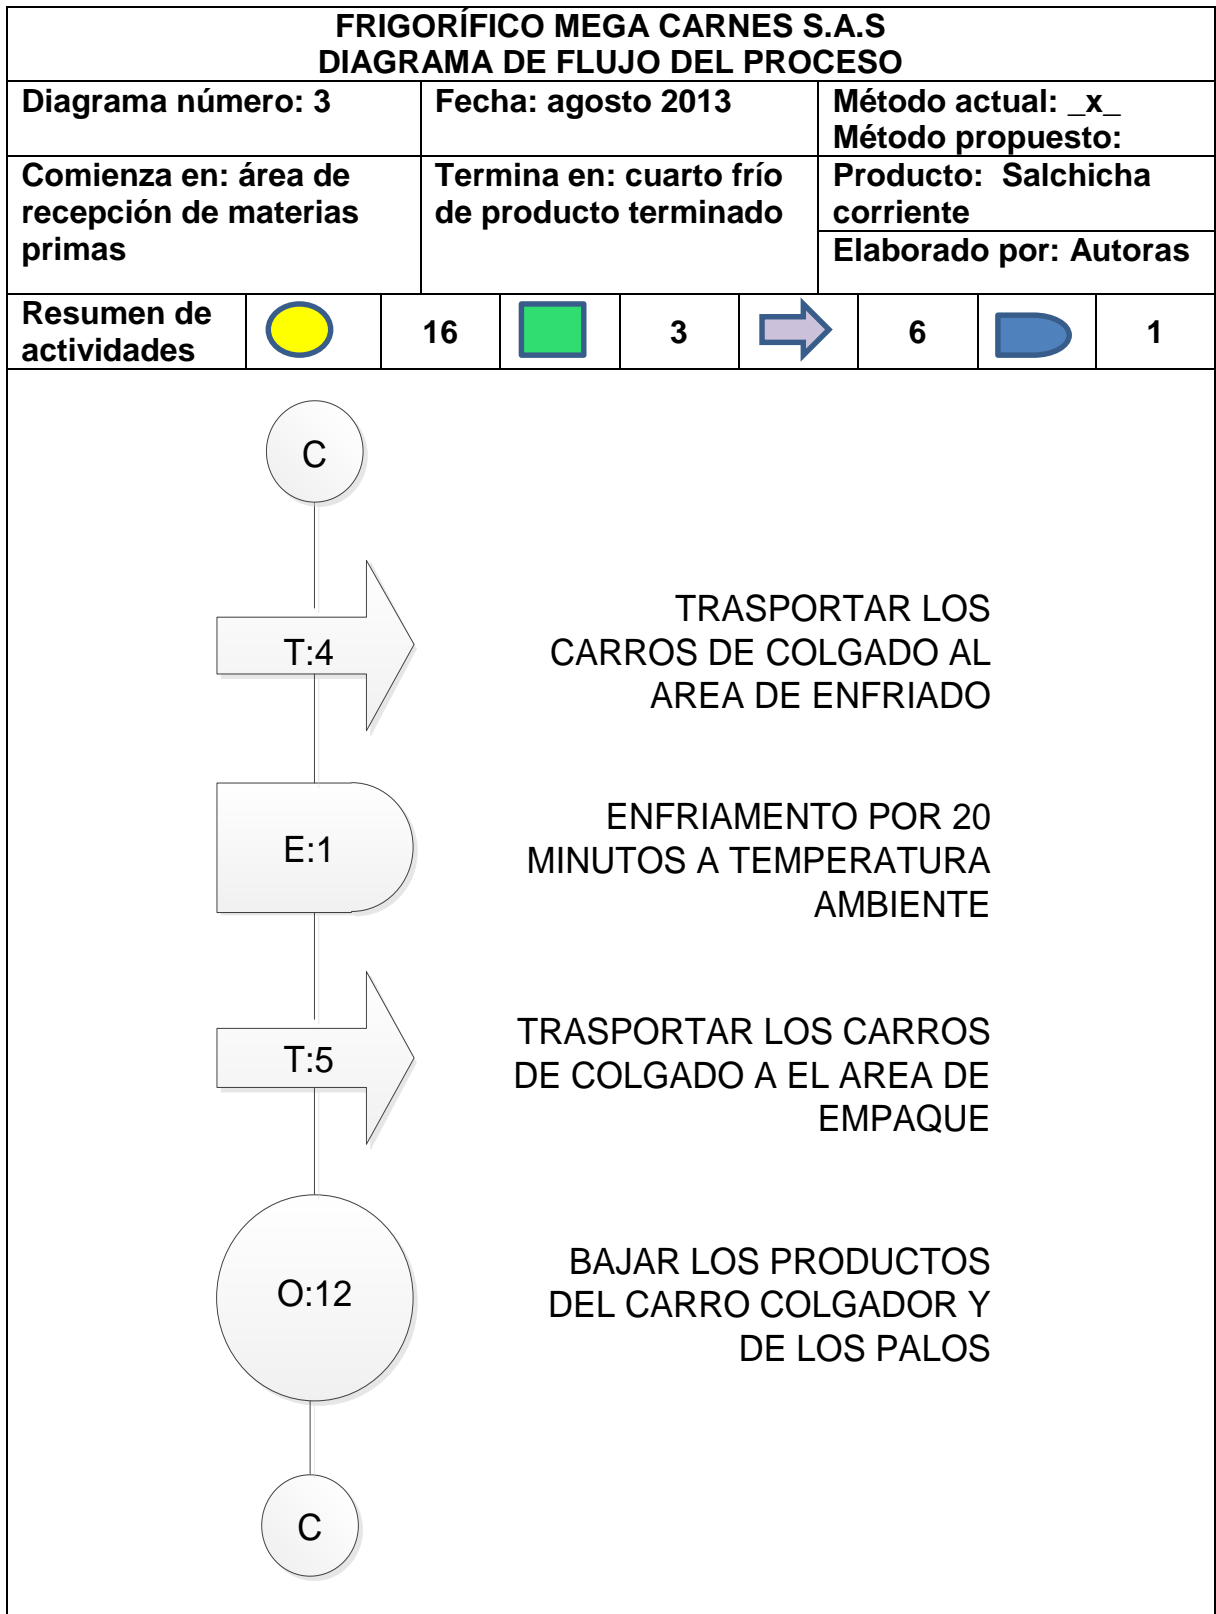 FRIGORÍFICO MEGA CARNES S.A.S
DIAGRAMA DE FLUJO DEL PROCESO
Diagrama número: 3
Fecha: agosto 2013
Método actual: _x_
Método propuesto:
Comienza en: área de
recepción de materias
primas
Termina en: cuarto frío
de producto terminado
Producto: Salchicha
corriente
Elaborado por: Autoras
Resumen de
actividades
16
3
6
1
C
T:4
TRASPORTAR LOS
CARROS DE COLGADO AL
AREA DE ENFRIADO
E:1
ENFRIAMENTO POR 20
MINUTOS A TEMPERATURA
AMBIENTE
T:5
TRASPORTAR LOS CARROS
DE COLGADO A EL AREA DE
EMPAQUE
O:12
BAJAR LOS PRODUCTOS
DEL CARRO COLGADOR Y
DE LOS PALOS
C